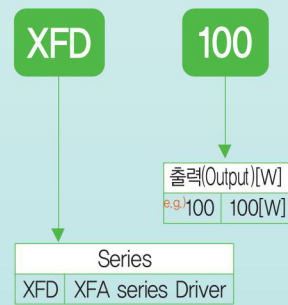 XFD 100
출력(Output)[W]
e.g.)100 100[W]
Series
XFD XFA series Driver